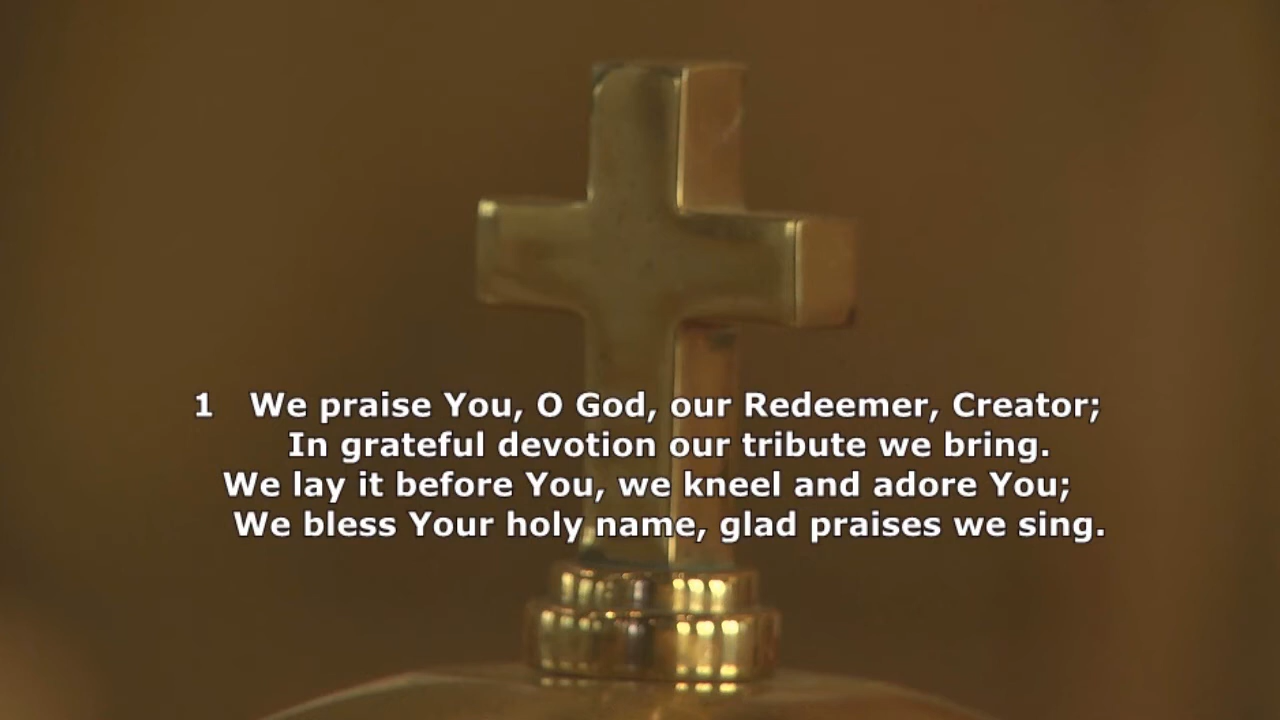 1 We praise You, O God, our Redeemer, Creator;
In grateful devotion our tribute we bring.
We lay it before You, we kneel and adore You;
We bless Your holy name, glad praises we sing.